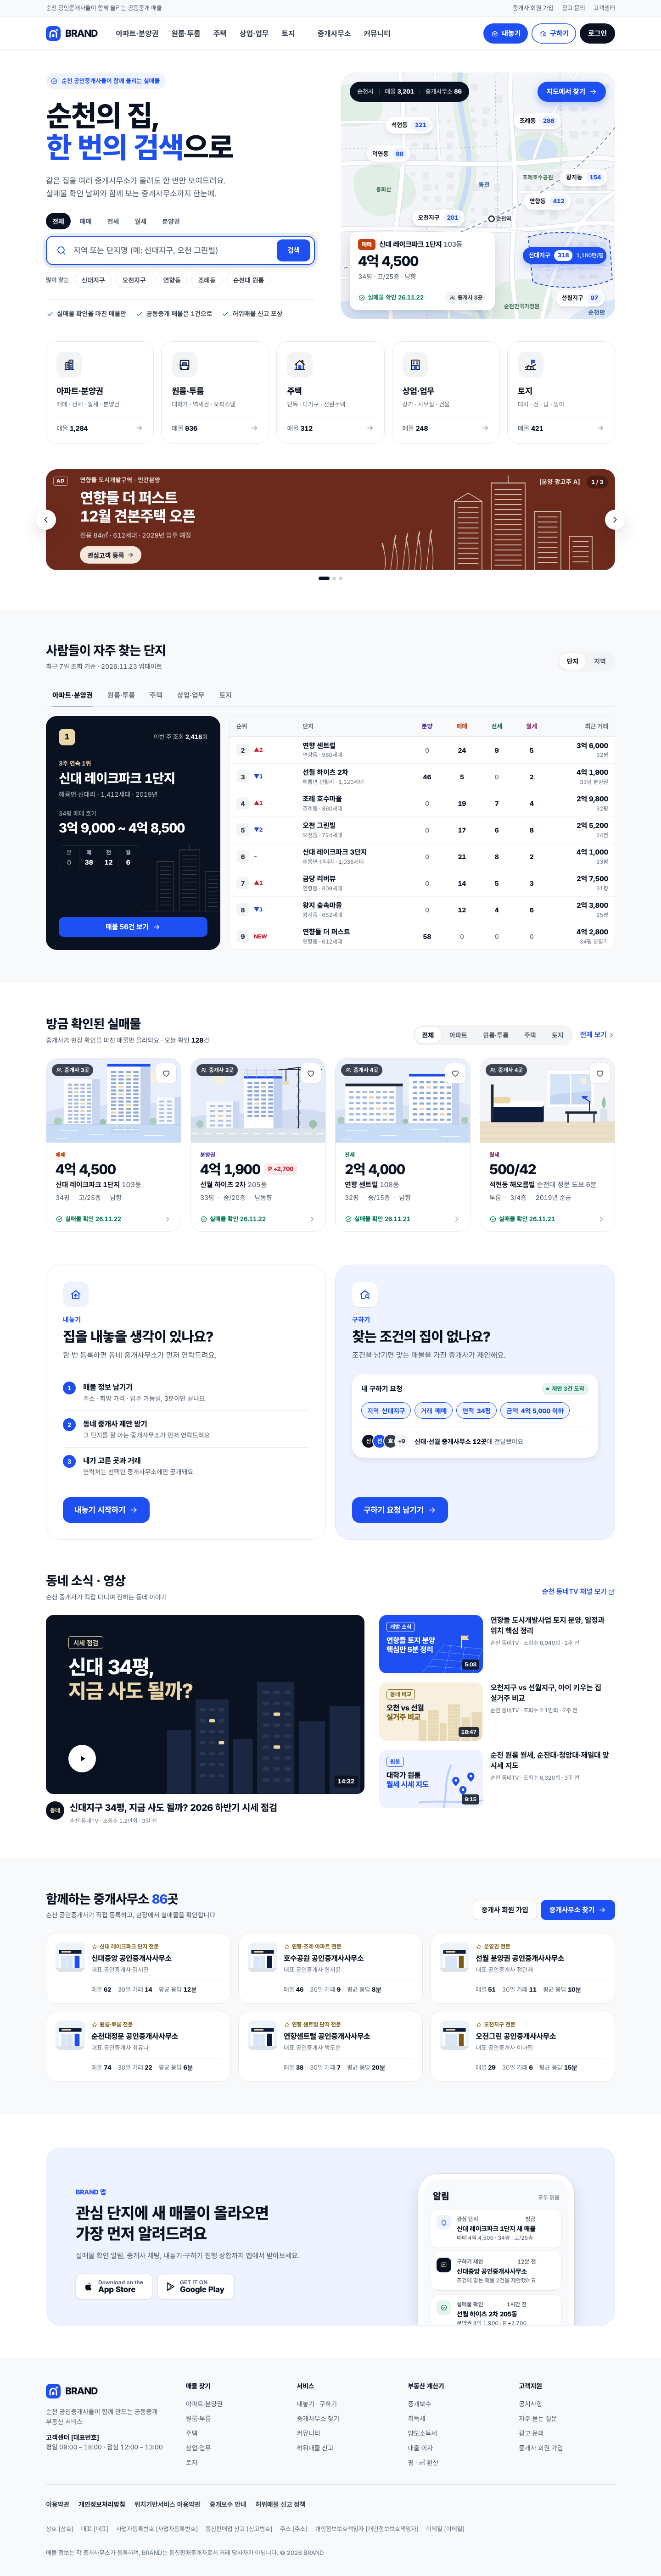 순천 공인중개사들이 함께 올리는 공동중개 매물
중개사 회원 가입 광고 문의 고객센터
BRAND 아파트·분양권 원룸·투룸 주택 상업·업무 토지 중개사무소 커뮤니티 내놓기 구하기 로그인
순천 공인중개사들이 함께 올리는 실매물
순천의 집,
한 번의 검색으로
같은 집을 여러 중개사무소가 올려도 한 번만 보여드려요.
실매물 확인 날짜와 함께 보는 중개사무소까지 한눈에.
전체 매매 전세 월세 분양권
지역 또는 단지명 (예: 신대지구, 오천 그린빌) 검색
많이 찾는 신대지구 오천지구 연향동 조례동 순천대 원룸
실매물 확인을 마친 매물만 공동중개 매물은 1건으로 허위매물 신고 포상
순천시 매물 3,201 중개사무소 86 지도에서 찾기
석현동 121
조례동 286
덕연동 88
조례호수공원
왕지동 154
봉화산
동천
연향동 412
오천지구 201
순천역
신대지구 318 1,180만/평
선월지구 97
순천만국가정원
순천만
매매 신대 레이크파크 1단지 103동
4억 4,500
34평 · 고/25층 · 남향
실매물 확인 26.11.22 중개사 3곳
아파트·분양권
매매 · 전세 · 월세 · 분양권
매물 1,284
원룸·투룸
대학가 · 역세권 · 오피스텔
매물 936
주택
단독 · 다가구 · 전원주택
매물 312
상업·업무
상가 · 사무실 · 건물
매물 248
토지
대지 · 전 · 답 · 임야
매물 421
AD 연향들 도시개발구역 · 민간분양
[분양 광고주 A] 1 / 3
연향들 더 퍼스트
12월 견본주택 오픈
전용 84㎡ · 612세대 · 2029년 입주 예정
관심고객 등록
사람들이 자주 찾는 단지
최근 7일 조회 기준 · 2026.11.23 업데이트
단지 지역
아파트·분양권 원룸·투룸 주택 상업·업무 토지
1 이번 주 조회 2,418회
3주 연속 1위
신대 레이크파크 1단지
해룡면 신대리 · 1,412세대 · 2019년
34평 매매 호가
3억 9,000 ~ 4억 8,500
분 매 전 월
0 38 12 6
매물 56건 보기
순위 단지 분양 매매 전세 월세 최근 거래
2 ▲2 연향 센트럴 0 24 9 5 3억 6,000
연향동 · 980세대 32평
3 ▼1 선월 하이츠 2차 46 5 0 2 4억 1,900
해룡면 선월리 · 1,120세대 33평 분양권
4 ▲1 조례 호수마을 0 19 7 4 2억 9,800
조례동 · 860세대 32평
5 ▼2 오천 그린빌 0 17 6 8 2억 5,200
오천동 · 724세대 24평
6 – 신대 레이크파크 3단지 0 21 8 2 4억 1,000
해룡면 신대리 · 1,036세대 33평
7 ▲1 금당 리버뷰 0 14 5 3 2억 7,500
연향동 · 808세대 31평
8 ▼1 왕지 숲속마을 0 12 4 6 2억 3,800
왕지동 · 652세대 25평
9 NEW 연향들 더 퍼스트 58 0 0 0 4억 2,800
연향동 · 612세대 34평 분양가
방금 확인된 실매물
중개사가 현장 확인을 마친 매물만 올라와요 · 오늘 확인 128건
전체 아파트 원룸·투룸 주택 토지 전체 보기
중개사 3곳
매매
4억 4,500
신대 레이크파크 1단지 103동
34평 · 고/25층 · 남향
실매물 확인 26.11.22
중개사 2곳
분양권
4억 1,900 P +2,700
선월 하이츠 2차 205동
33평 · 중/20층 · 남동향
실매물 확인 26.11.22
중개사 4곳
전세
2억 4,000
연향 센트럴 108동
32평 · 중/15층 · 남향
실매물 확인 26.11.21
중개사 4곳
월세
500/42
석현동 해오름빌 순천대 정문 도보 6분
투룸 · 3/4층 · 2019년 준공
실매물 확인 26.11.21
내놓기
집을 내놓을 생각이 있나요?
한 번 등록하면 동네 중개사무소가 먼저 연락드려요.
1 매물 정보 남기기
주소 · 희망 가격 · 입주 가능일, 3분이면 끝나요
2 동네 중개사 제안 받기
그 단지를 잘 아는 중개사무소가 먼저 연락드려요
3 내가 고른 곳과 거래
연락처는 선택한 중개사무소에만 공개돼요
내놓기 시작하기
구하기
찾는 조건의 집이 없나요?
조건을 남기면 맞는 매물을 가진 중개사가 제안해요.
내 구하기 요청 제안 3건 도착
지역 신대지구 거래 매매 면적 34평 금액 4억 5,000 이하
신 선 호 +9 신대·선월 중개사무소 12곳에 전달했어요
구하기 요청 남기기
동네 소식 · 영상
순천 중개사가 직접 다니며 전하는 동네 이야기
순천 동네TV 채널 보기
시세 점검
신대 34평,
지금 사도 될까?
14:32
동네 신대지구 34평, 지금 사도 될까? 2026 하반기 시세 점검
순천 동네TV · 조회수 1.2만회 · 3일 전
개발 소식
연향들 토지 분양
핵심만 5분 정리
5:08
연향들 도시개발사업 토지 분양, 일정과
위치 핵심 정리
순천 동네TV · 조회수 8,940회 · 1주 전
동네 비교
오천 vs 선월
실거주 비교
18:47
오천지구 vs 선월지구, 아이 키우는 집
실거주 비교
순천 동네TV · 조회수 2.1만회 · 2주 전
원룸
대학가 원룸
월세 시세 지도
9:15
순천 원룸 월세, 순천대·청암대·제일대 앞
시세 지도
순천 동네TV · 조회수 6,320회 · 3주 전
함께하는 중개사무소 86곳
순천 공인중개사가 직접 등록하고, 현장에서 실매물을 확인합니다
중개사 회원 가입 중개사무소 찾기
신대 레이크파크 단지 전문
신대중앙 공인중개사사무소
대표 공인중개사 김서진
매물 62 30일 거래 14 평균 응답 12분
연향·조례 아파트 전문
호수공원 공인중개사사무소
대표 공인중개사 한서윤
매물 46 30일 거래 9 평균 응답 8분
분양권 전문
선월 분양권 공인중개사사무소
대표 공인중개사 정민재
매물 51 30일 거래 11 평균 응답 10분
원룸·투룸 전문
순천대정문 공인중개사사무소
대표 공인중개사 최유나
매물 74 30일 거래 22 평균 응답 6분
연향 센트럴 단지 전문
연향센트럴 공인중개사사무소
대표 공인중개사 박도현
매물 38 30일 거래 7 평균 응답 20분
오천지구 전문
오천그린 공인중개사사무소
대표 공인중개사 이하린
매물 29 30일 거래 6 평균 응답 15분
BRAND 앱
관심 단지에 새 매물이 올라오면
가장 먼저 알려드려요
실매물 확인 알림, 중개사 채팅, 내놓기·구하기 진행 상황까지 앱에서 받아보세요.
Download on the
App Store
GET IT ON
Google Play
알림 모두 읽음
관심 단지 방금
신대 레이크파크 1단지 새 매물
매매 4억 4,500 · 34평 · 고/25층
구하기 제안 12분 전
신대중앙 공인중개사사무소
조건에 맞는 매물 2건을 제안했어요
실매물 확인 1시간 전
선월 하이츠 2차 205동
분양권 4억 1,900 · P +2,700
BRAND
순천 공인중개사들이 함께 만드는 공동중개
부동산 서비스
고객센터 [대표번호]
평일 09:00 – 18:00 · 점심 12:00 – 13:00
매물 찾기
아파트·분양권
원룸·투룸
주택
상업·업무
토지
서비스
내놓기 · 구하기
중개사무소 찾기
커뮤니티
허위매물 신고
부동산 계산기
중개보수
취득세
양도소득세
대출 이자
평 · ㎡ 환산
고객지원
공지사항
자주 묻는 질문
광고 문의
중개사 회원 가입
이용약관 개인정보처리방침 위치기반서비스 이용약관 중개보수 안내 허위매물 신고 정책
상호 [상호] 대표 [대표] 사업자등록번호 [사업자등록번호] 통신판매업 신고 [신고번호] 주소 [주소] 개인정보보호책임자 [개인정보보호책임자] 이메일 [이메일]
매물 정보는 각 중개사무소가 등록하며, BRAND는 통신판매중개자로서 거래 당사자가 아닙니다. © 2026 BRAND